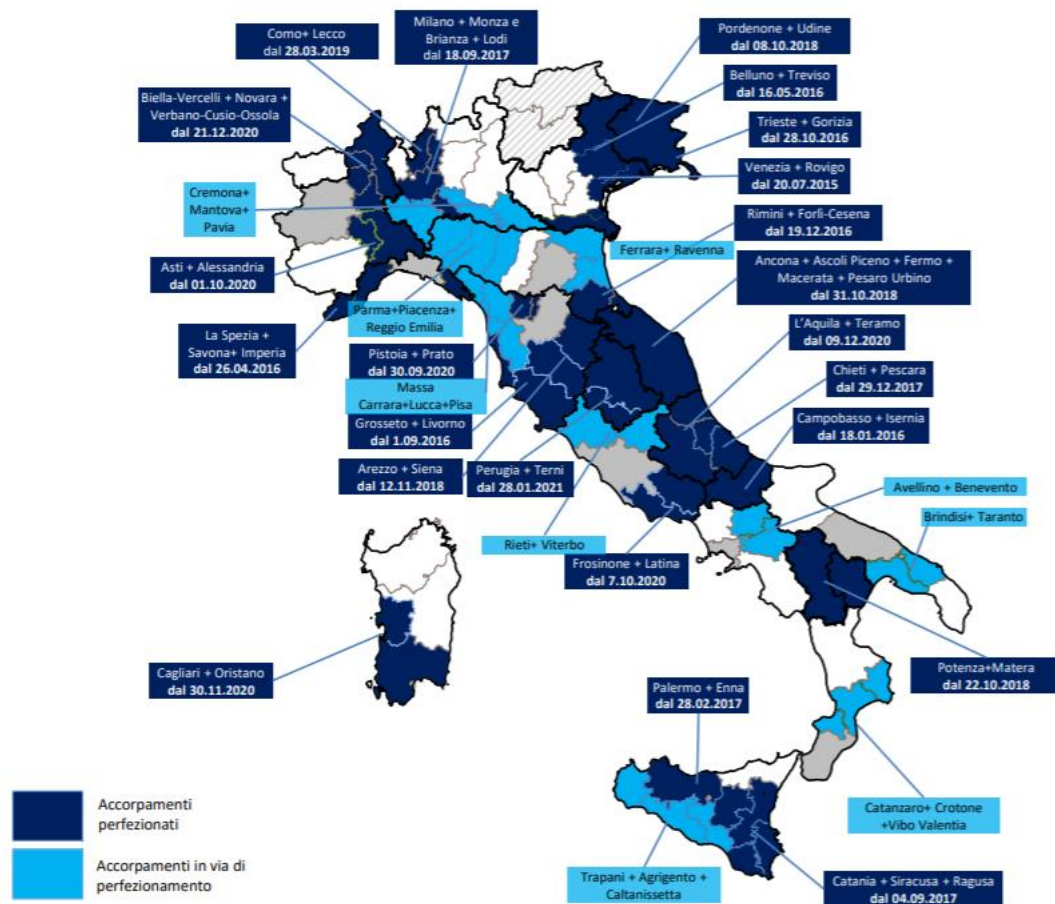 Como+ Lecco
dal 28.03.2019
Milano + Monza e
Brianza + Lodi
dal 18.09.2017
Pordenone + Udine
dal 08.10.2018
Belluno + Treviso
dal 16.05.2016
Biella-Vercelli + Novara +
Verbano-Cusio-Ossola
dal 21.12.2020
Trieste + Gorizia
dal 28.10.2016
Venezia + Rovigo
dal 20.07.2015
Cremona+
Mantova+
Pavia
Rimini + Forlì-Cesena
dal 19.12.2016
Ferrara+ Ravenna
Asti + Alessandria
dal 01.10.2020
Ancona + Ascoli Piceno + Fermo +
Macerata + Pesaro Urbino
dal 31.10.2018
Parma+Piacenza+
Reggio Emilia
La Spezia +
Savona+ Imperia
dal 26.04.2016
L'Aquila + Teramo
dal 09.12.2020
Pistoia + Prato
dal 30.09.2020
Chieti + Pescara
dal 29.12.2017
Massa
Carrara+Lucca+Pisa
Grosseto + Livorno
dal 1.09.2016
Campobasso + Isernia
dal 18.01.2016
Arezzo + Siena
dal 12.11.2018
Perugia + Terni
dal 28.01.2021
Avellino + Benevento
Brindisi+ Taranto
Rieti+ Viterbo
Frosinone + Latina
dal 7.10.2020
Cagliari + Oristano
dal 30.11.2020
Potenza+Matera
dal 22.10.2018
Palermo + Enna
dal 28.02.2017
Accorpamenti
perfezionati
Catanzaro+ Crotone
+Vibo Valentia
Accorpamenti in via di
perfezionamento
Trapani + Agrigento +
Caltanissetta
Catania + Siracusa + Ragusa
dal 04.09.2017